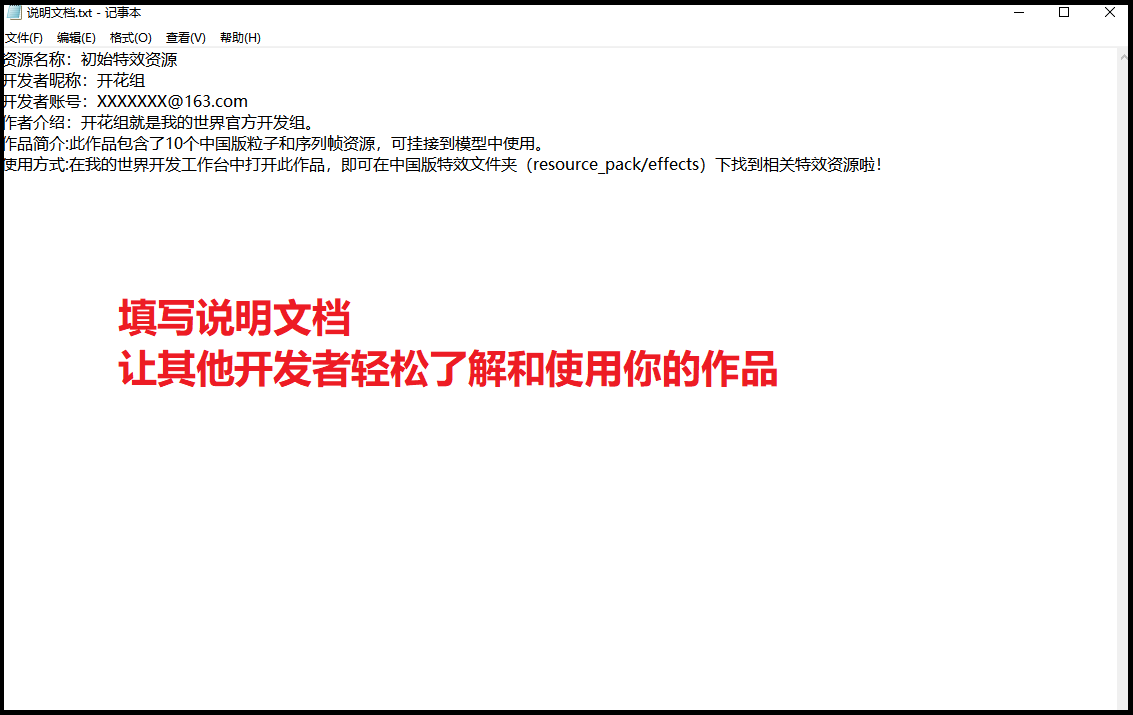 说明文档.txt - 记事本
文件(F) 编辑(E) 格式(O) 查看(V) 帮助(H)
资源名称：初始特效资源
开发者昵称：开花组
开发者账号：XXXXXXX@163.com
作者介绍：开花组就是我的世界官方开发组。
作品简介:此作品包含了10个中国版粒子和序列帧资源，可挂接到模型中使用。
使用方式:在我的世界开发工作台中打开此作品，即可在中国版特效文件夹（resource_pack/effects）下找到相关特效资源啦！
填写说明文档
让其他开发者轻松了解和使用你的作品